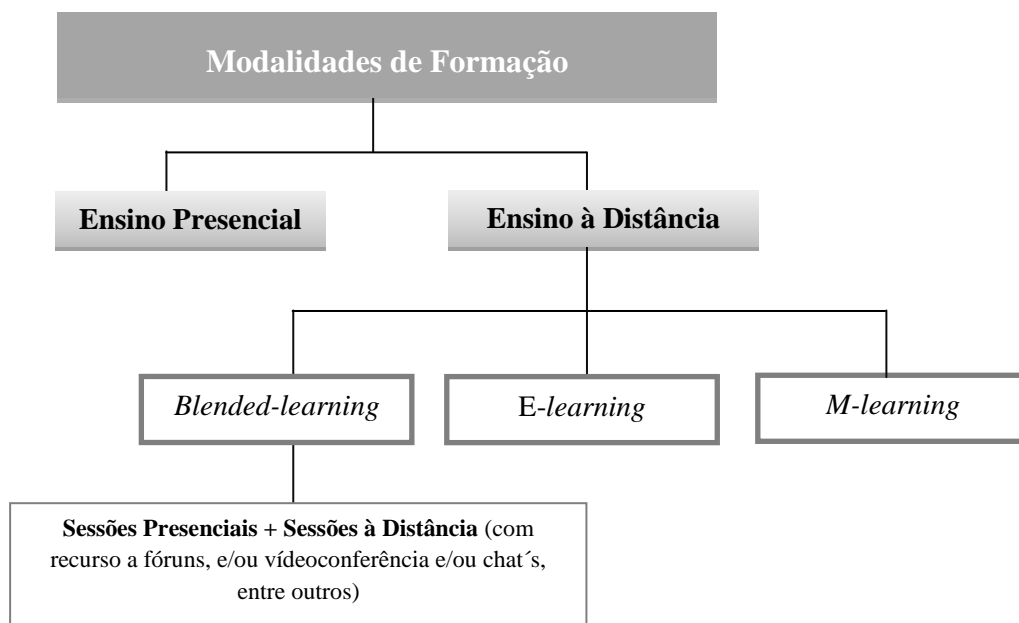 Modalidades de Formação
Ensino Presencial
Ensino à Distância
Blended-learning
E-learning
M-learning
Sessões Presenciais + Sessões à Distância (com
recurso a fóruns, e/ou vídeoconferência e/ou chat´s,
entre outros)